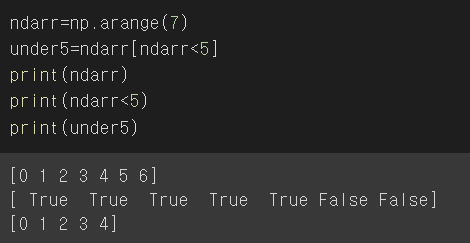 ndarr=np.arange(7)
under5=ndarr[ndarr<5]
print(ndarr)
print(ndarr<5)
print(under5)
[0 1 2 3 4 5 6]
[ True  True  True  True  True False False]
[0 1 2 3 4]